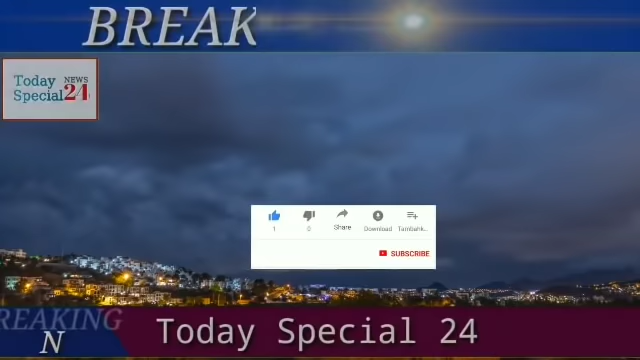 BREAK
Today NEWS
Special 24
1 0 Share Download Tambahk...
SUBSCRIBE
REAKING
N
Today Special 24